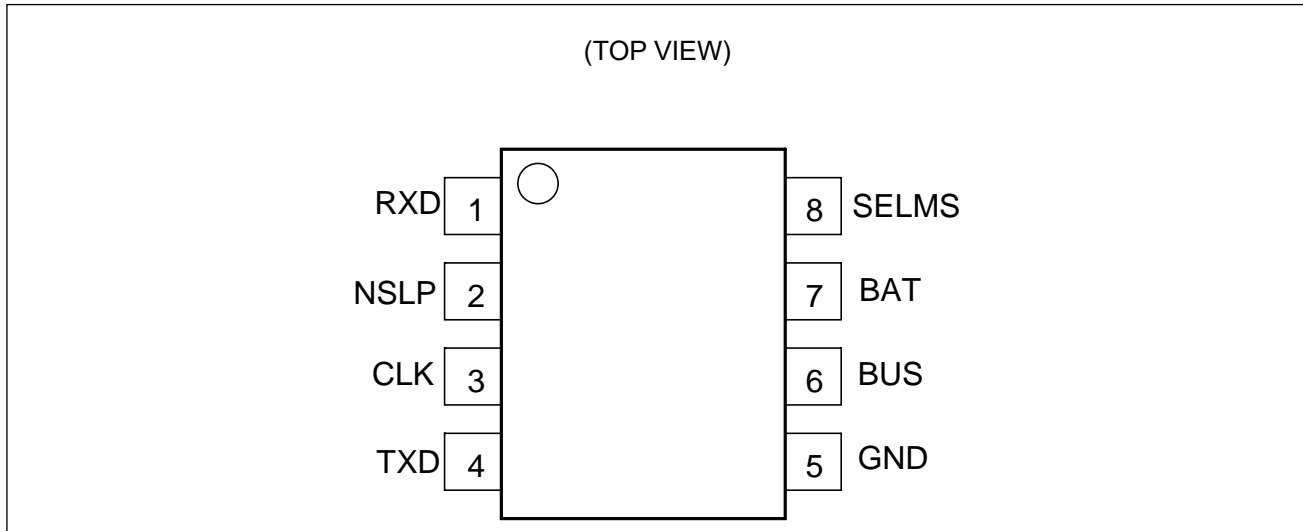 (TOP VIEW)
RXD 1 8 SELMS
NSLP 2 7 BAT
CLK 3 6 BUS
TXD 4 5 GND